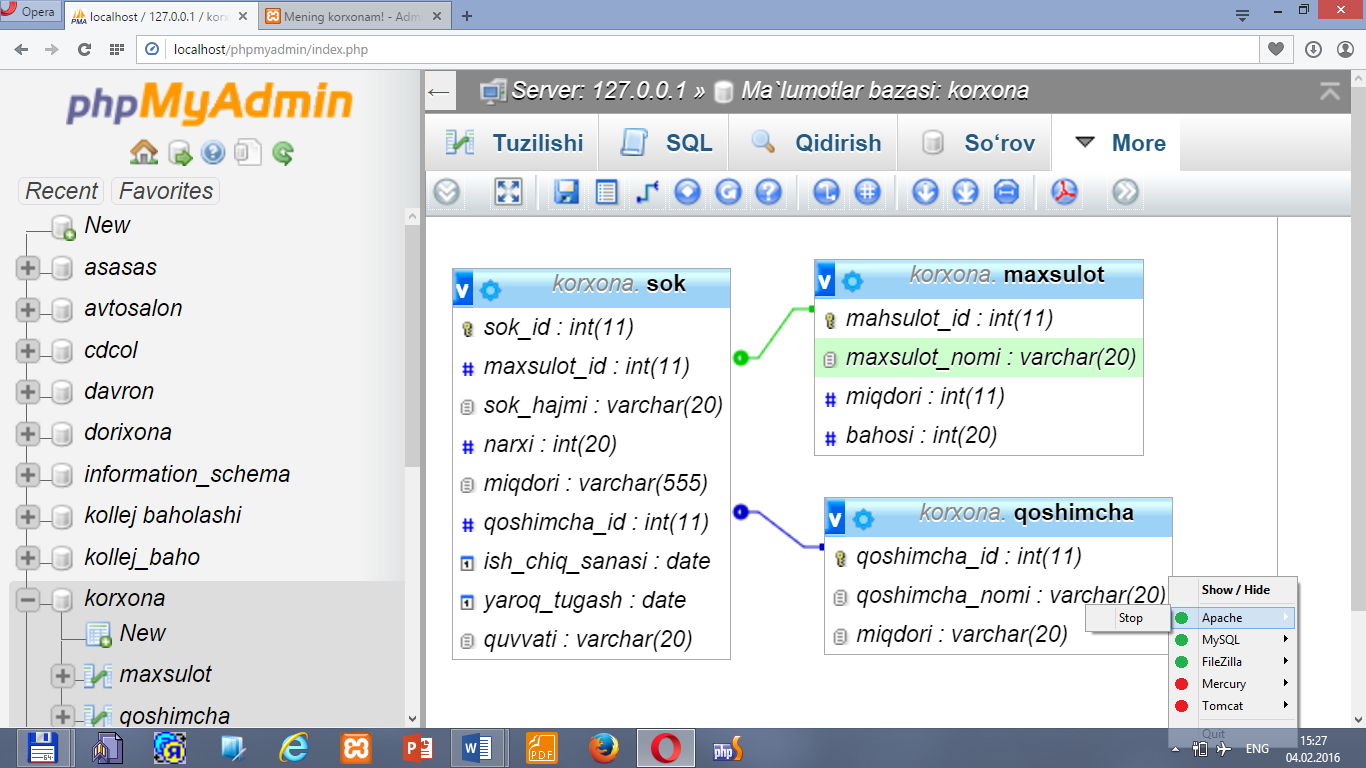 Opera
localhost / 127.0.0.1 / korx
Mening korxonam! - Adm
localhost/phpmyadmin/index.php
phpMyAdmin
Recent
Favorites
New
asasas
avtosalon
cdcol
davron
dorixona
information_schema
kollej baholashi
kollej_baho
korxona
New
maxsulot
qoshimcha
Server: 127.0.0.1 » Ma`lumotlar bazasi: korxona
Tuzilishi
SQL
Qidirish
So‘rov
More
korxona. sok
sok_id : int(11)
maxsulot_id : int(11)
sok_hajmi : varchar(20)
narxi : int(20)
miqdori : varchar(555)
qoshimcha_id : int(11)
ish_chiq_sanasi : date
yaroq_tugash : date
quvvati : varchar(20)
korxona. maxsulot
mahsulot_id : int(11)
maxsulot_nomi : varchar(20)
miqdori : int(11)
bahosi : int(20)
korxona. qoshimcha
qoshimcha_id : int(11)
qoshimcha_nomi : varchar(20)
miqdori : varchar(20)
Show / Hide
Stop
Apache
MySQL
FileZilla
Mercury
Tomcat
Quit
ENG
15:27
04.02.2016